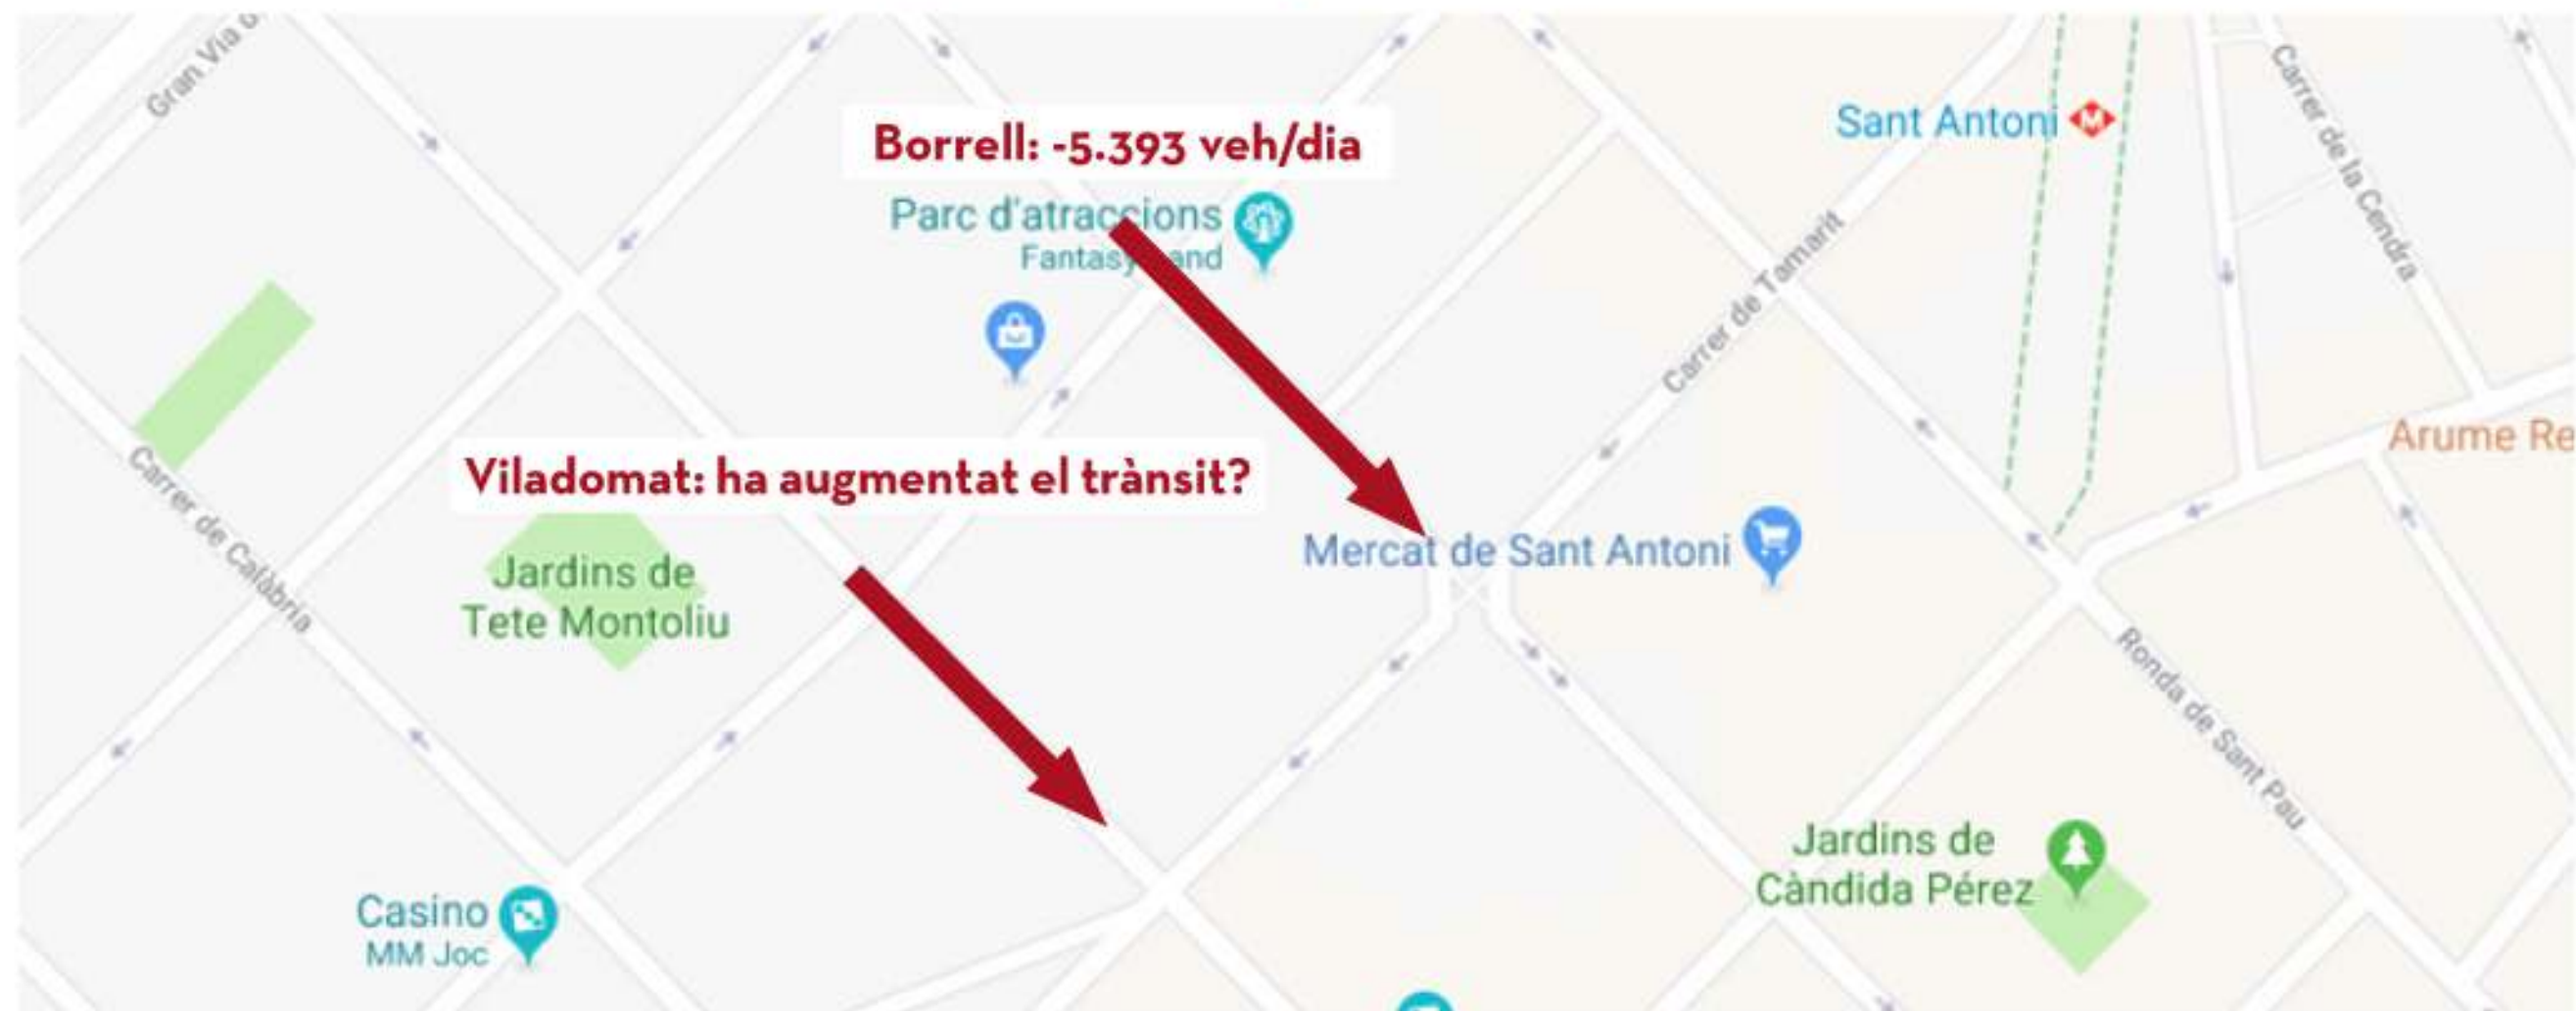 Gran Via d
Carrer de la Cendra
Sant Antoni
M
Borrell: -5.393 veh/dia
Parc d'atraccions
Fantasy and
Carrer de Tamarit
Arume Re
Viladomat: ha augmentat el trànsit?
Carrer de Calàbria
Mercat de Sant Antoni
Jardins de
Tete Montoliu
Ronda de Sant Pau
Jardins de
Càndida Pérez
Casino
MM Joc